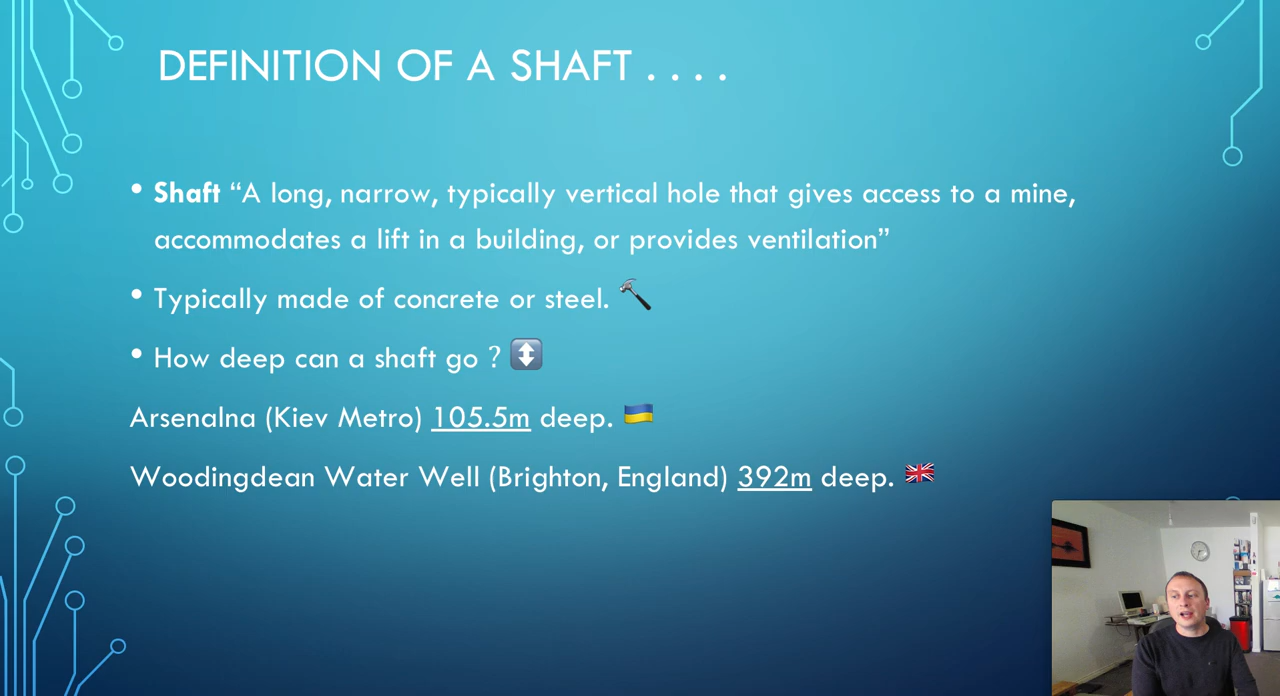 DEFINITION OF A SHAFT . . . .
• Shaft “A long, narrow, typically vertical hole that gives access to a mine,
accommodates a lift in a building, or provides ventilation”
• Typically made of concrete or steel. 🔨
• How deep can a shaft go ? ↕️
Arsenalna (Kiev Metro) 105.5m deep. 🇺🇦
Woodingdean Water Well (Brighton, England) 392m deep. 🇬🇧